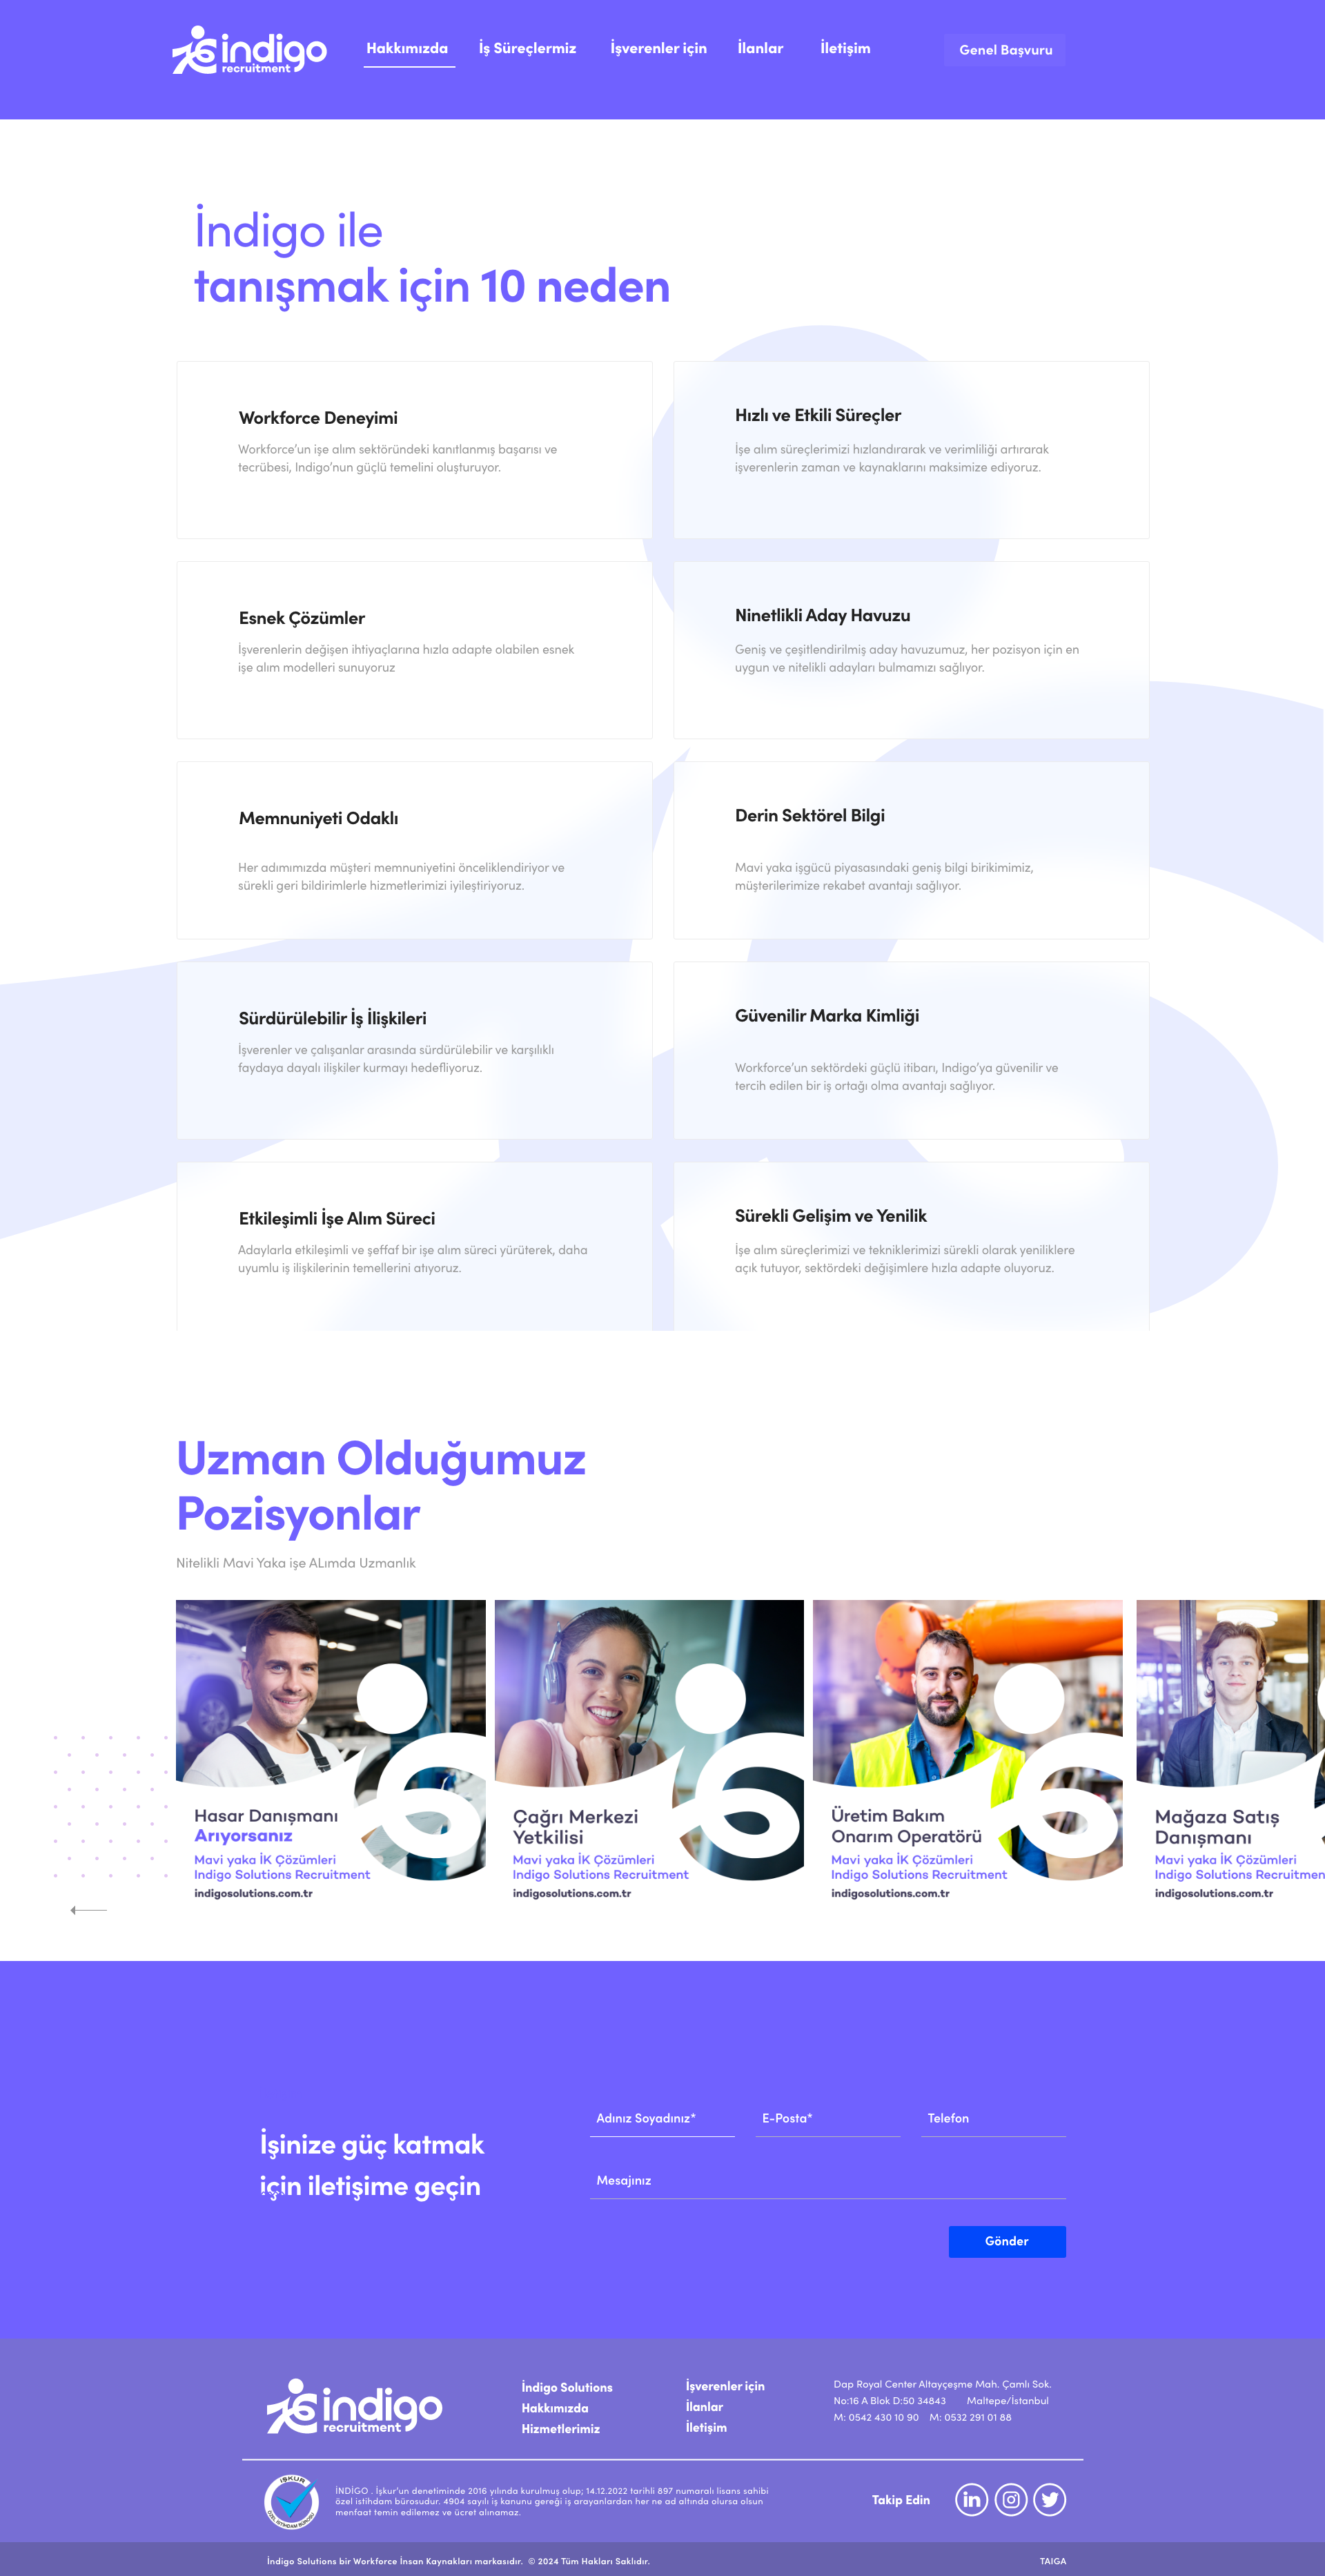 indigo
recruitment
Hakkımızda
İş Süreçlermiz
İşverenler için
İlanlar
İletişim
Genel Başvuru
İndigo ile
tanışmak için 10 neden
Workforce Deneyimi
Workforce’un işe alım sektöründeki kanıtlanmış başarısı ve
tecrübesi, Indigo’nun güçlü temelini oluşturuyor.
Hızlı ve Etkili Süreçler
İşe alım süreçlerimizi hızlandırarak ve verimliliği artırarak
işverenlerin zaman ve kaynaklarını maksimize ediyoruz.
Esnek Çözümler
İşverenlerin değişen ihtiyaçlarına hızla adapte olabilen esnek
işe alım modelleri sunuyoruz
Ninetlikli Aday Havuzu
Geniş ve çeşitlendirilmiş aday havuzumuz, her pozisyon için en
uygun ve nitelikli adayları bulmamızı sağlıyor.
Memnuniyeti Odaklı
Her adımımızda müşteri memnuniyetini önceliklendiriyor ve
sürekli geri bildirimlerle hizmetlerimizi iyileştiriyoruz.
Derin Sektörel Bilgi
Mavi yaka işgücü piyasasındaki geniş bilgi birikimimiz,
müşterilerimize rekabet avantajı sağlıyor.
Sürdürülebilir İş İlişkileri
İşverenler ve çalışanlar arasında sürdürülebilir ve karşılıklı
faydaya dayalı ilişkiler kurmayı hedefliyoruz.
Güvenilir Marka Kimliği
Workforce’un sektördeki güçlü itibarı, Indigo’ya güvenilir ve
tercih edilen bir iş ortağı olma avantajı sağlıyor.
Etkileşimli İşe Alım Süreci
Adaylarla etkileşimli ve şeffaf bir işe alım süreci yürüterek, daha
uyumlu iş ilişkilerinin temellerini atıyoruz.
Sürekli Gelişim ve Yenilik
İşe alım süreçlerimizi ve tekniklerimizi sürekli olarak yeniliklere
açık tutuyor, sektördeki değişimlere hızla adapte oluyoruz.
Uzman Olduğumuz
Pozisyonlar
Nitelikli Mavi Yaka işe ALımda Uzmanlık
Hasar Danışmanı
Arıyorsanız
Mavi yaka İK Çözümleri
Indigo Solutions Recruitment
indigosolutions.com.tr
Çağrı Merkezi
Yetkilisi
Mavi yaka İK Çözümleri
Indigo Solutions Recruitment
indigosolutions.com.tr
Üretim Bakım
Onarım Operatörü
Mavi yaka İK Çözümleri
Indigo Solutions Recruitment
indigosolutions.com.tr
Mağaza Satış
Danışmanı
Mavi yaka İK Çözümleri
Indigo Solutions Recruitmen
indigosolutions.com.tr
İşinize güç katmak
için iletişime geçin
Adınız Soyadınız*
E-Posta*
Telefon
Mesajınız
Gönder
indigo
recruitment
İndigo Solutions
Hakkımızda
Hizmetlerimiz
İşverenler için
İlanlar
İletişim
Dap Royal Center Altayçeşme Mah. Çamlı Sok.
No:16 A Blok D:50 34843 Maltepe/İstanbul
M: 0542 430 10 90 M: 0532 291 01 88
İŞKUR
ÖZEL İSTİHDAM BÜROSU
İNDİGO . İşkur’un denetiminde 2016 yılında kurulmuş olup; 14.12.2022 tarihli 897 numaralı lisans sahibi
özel istihdam bürosudur. 4904 sayılı iş kanunu gereği iş arayanlardan her ne ad altında olursa olsun
menfaat temin edilemez ve ücret alınamaz.
Takip Edin
in
İndigo Solutions bir Workforce İnsan Kaynakları markasıdır. © 2024 Tüm Hakları Saklıdır.
TAIGA